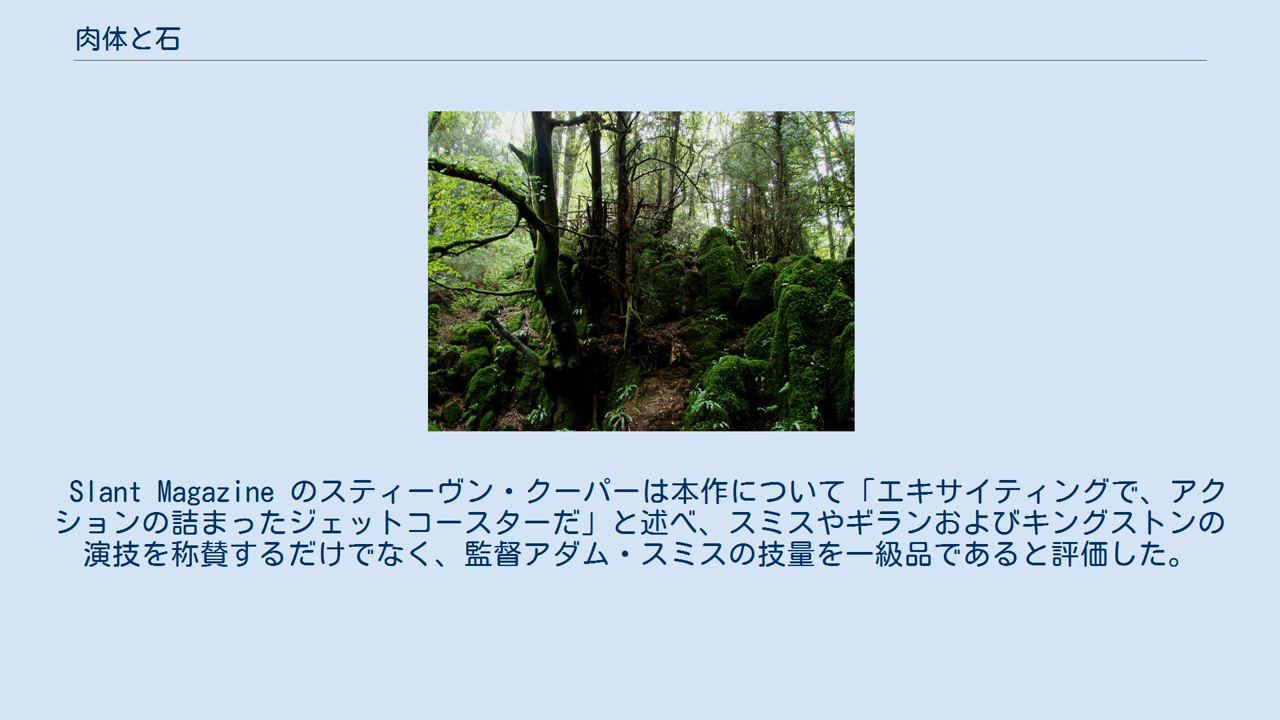 肉体と石
Slant Magazine のスティーヴン・クーパーは本作について「エキサイティングで、アク
ションの詰まったジェットコースターだ」と述べ、スミスやギランおよびキングストンの
演技を称賛するだけでなく、監督アダム・スミスの技量を一級品であると評価した。